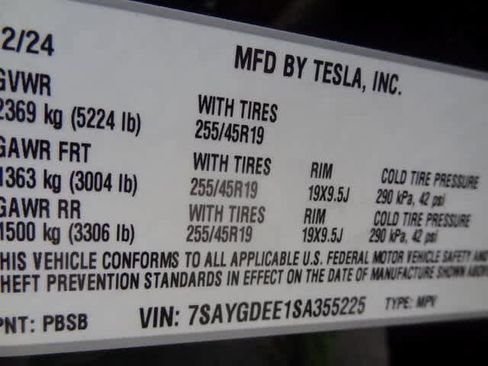 2/24 MFD BY TESLA, INC.
GVWR
2369 kg (5224 lb) WITH TIRES 255/45R19
GAWR FRT
1363 kg (3004 lb) WITH TIRES 255/45R19 RIM 19X9.5J COLD TIRE PRESSURE 290 kPa, 42 psi
GAWR RR
1500 kg (3306 lb) WITH TIRES 255/45R19 RIM 19X9.5J COLD TIRE PRESSURE 290 kPa, 42 psi
HIS VEHICLE CONFORMS TO ALL APPLICABLE U.S. FEDERAL MOTOR VEHICLE SAFETY AND
HEFT PREVENTION STANDARDS IN EFFECT ON THE DATE OF MANUFACTURE SHOWN ABOV
PNT: PBSB VIN: 7SAYGDEE1SA355225 TYPE: MPV